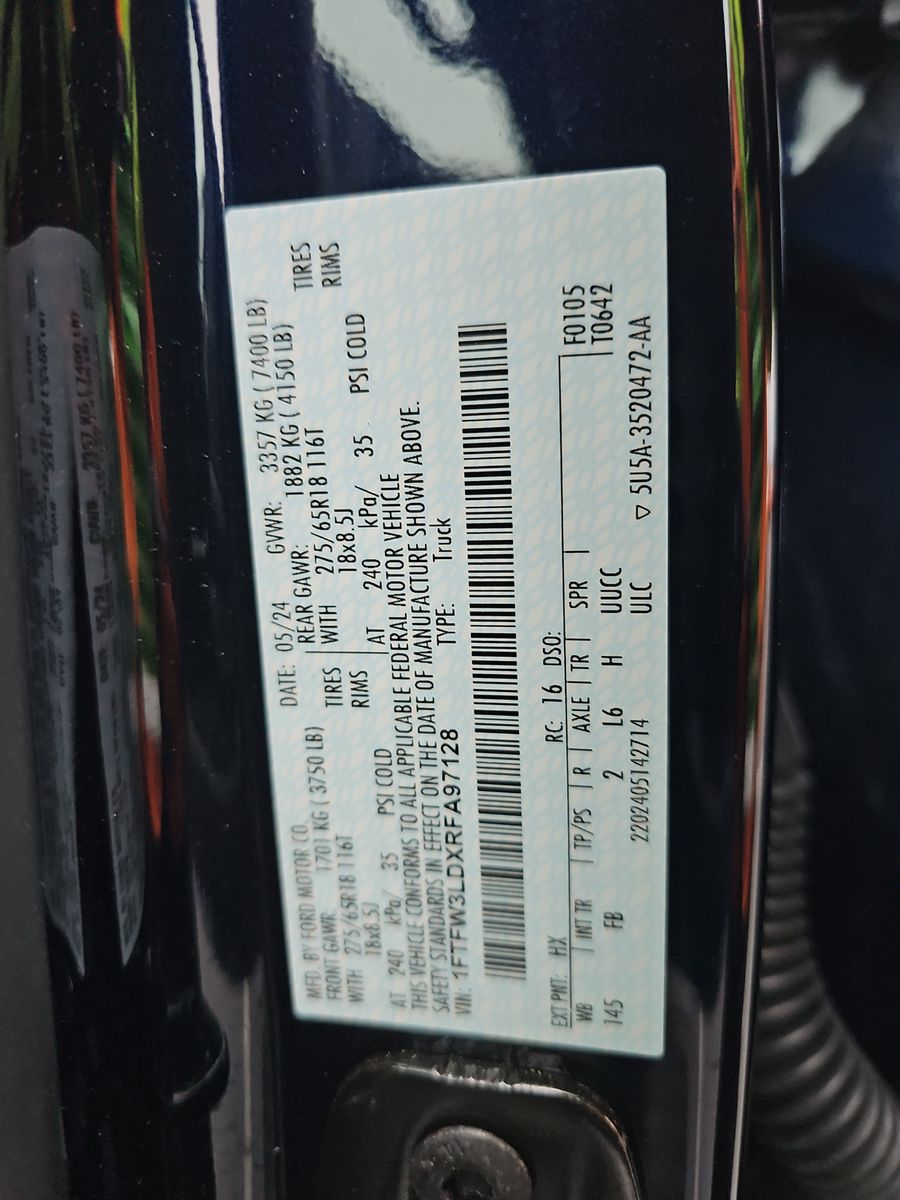 MFD. BY FORD MOTOR CO. DATE: 05/24 GVWR: 3357 KG ( 7400 LB)
FRONT GAWR: 1701 KG ( 3750 LB) REAR GAWR: 1882 KG ( 4150 LB)
WITH 275/65R18 116T TIRES WITH 275/65R18 116T TIRES
18x8.5J RIMS 18x8.5J RIMS
AT 240 kPa/ 35 PSI COLD AT 240 kPa/ 35 PSI COLD
THIS VEHICLE CONFORMS TO ALL APPLICABLE FEDERAL MOTOR VEHICLE
SAFETY STANDARDS IN EFFECT ON THE DATE OF MANUFACTURE SHOWN ABOVE.
VIN: 1FTFW3LDXRFA97128 TYPE: Truck
EXT PNT: HX RC: 16 DSO: F0105
WB INT TR TP/PS R AXLE TR SPR T0642
145 FB 2 L6 H UUCC
2202405142714 ULC ▽ 5U5A-3520472-AA